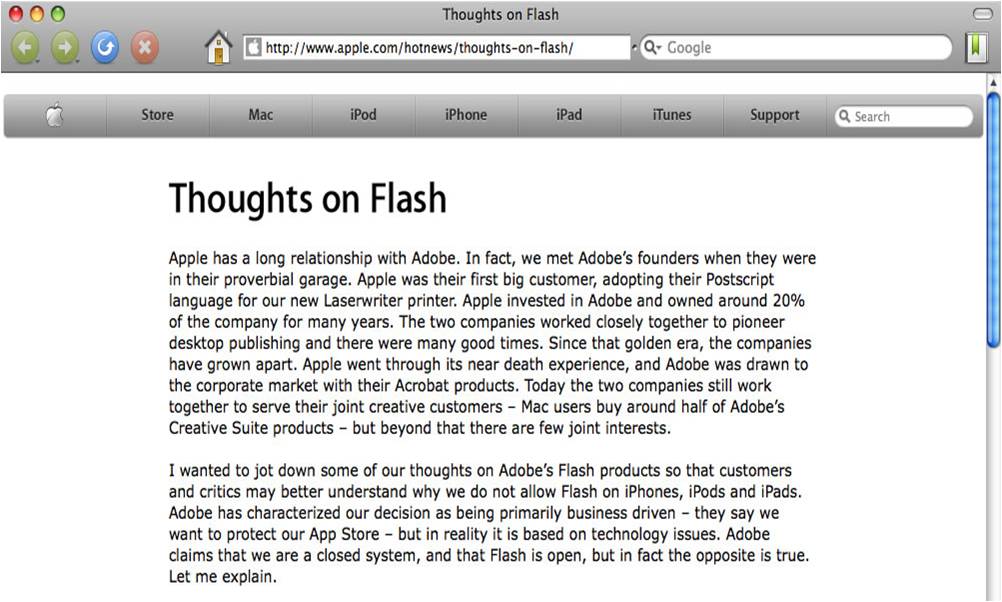 Thoughts on Flash
http://www.apple.com/hotnews/thoughts-on-flash/
Google
Store
Mac
iPod
iPhone
iPad
iTunes
Support
Search
Thoughts on Flash
Apple has a long relationship with Adobe. In fact, we met Adobe’s founders when they were
in their proverbial garage. Apple was their first big customer, adopting their Postscript
language for our new Laserwriter printer. Apple invested in Adobe and owned around 20%
of the company for many years. The two companies worked closely together to pioneer
desktop publishing and there were many good times. Since that golden era, the companies
have grown apart. Apple went through its near death experience, and Adobe was drawn to
the corporate market with their Acrobat products. Today the two companies still work
together to serve their joint creative customers – Mac users buy around half of Adobe’s
Creative Suite products – but beyond that there are few joint interests.
I wanted to jot down some of our thoughts on Adobe’s Flash products so that customers
and critics may better understand why we do not allow Flash on iPhones, iPods and iPads.
Adobe has characterized our decision as being primarily business driven – they say we
want to protect our App Store – but in reality it is based on technology issues. Adobe
claims that we are a closed system, and that Flash is open, but in fact the opposite is true.
Let me explain.